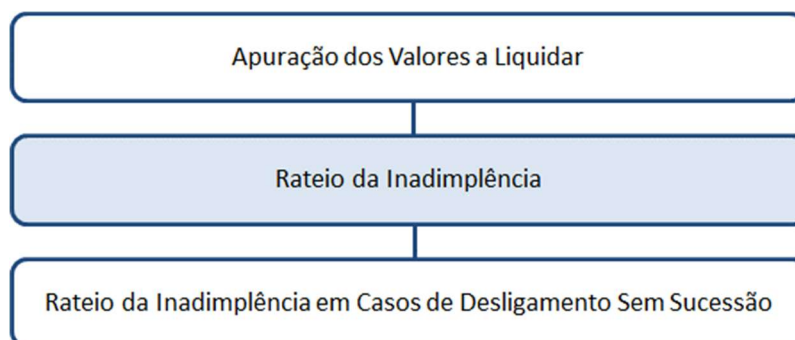 Apuração dos Valores a Liquidar
Rateio da Inadimplência
Rateio da Inadimplência em Casos de Desligamento Sem Sucessão